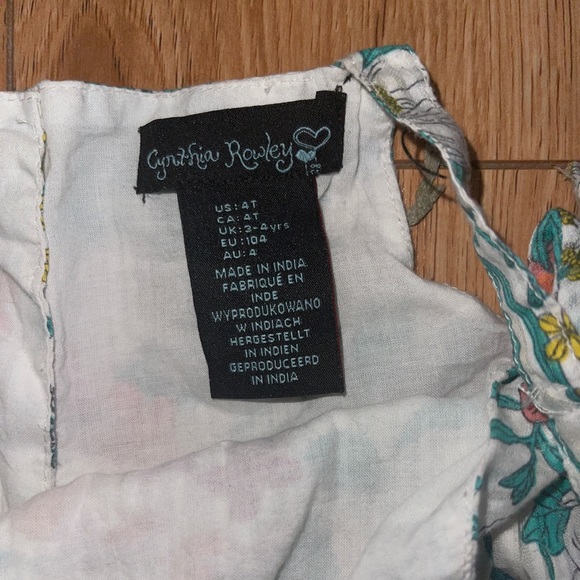 Cynthia Rowley
US: 4T
CA: 4T
UK: 3-4yrs
EU: 104
AU: 4
MADE IN INDIA
FABRIQUÉ EN
INDE
WYPRODUKOWANO
W INDIACH
HERGESTELLT
IN INDIEN
GEPRODUCEERD
IN INDIA